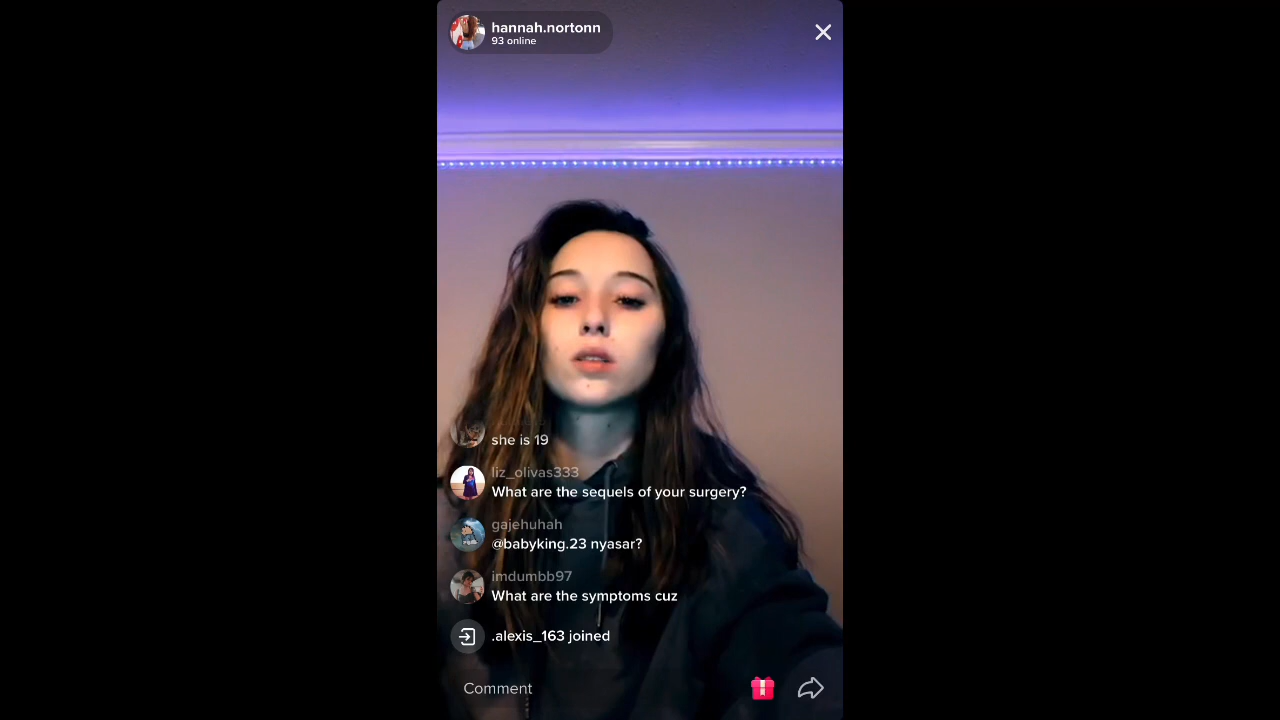 hannah.nortonn
93 online
she is 19
liz_olivas333
What are the sequels of your surgery?
gajehuhah
@babyking.23 nyasar?
imdumbb97
What are the symptoms cuz
.alexis_163 joined
Comment